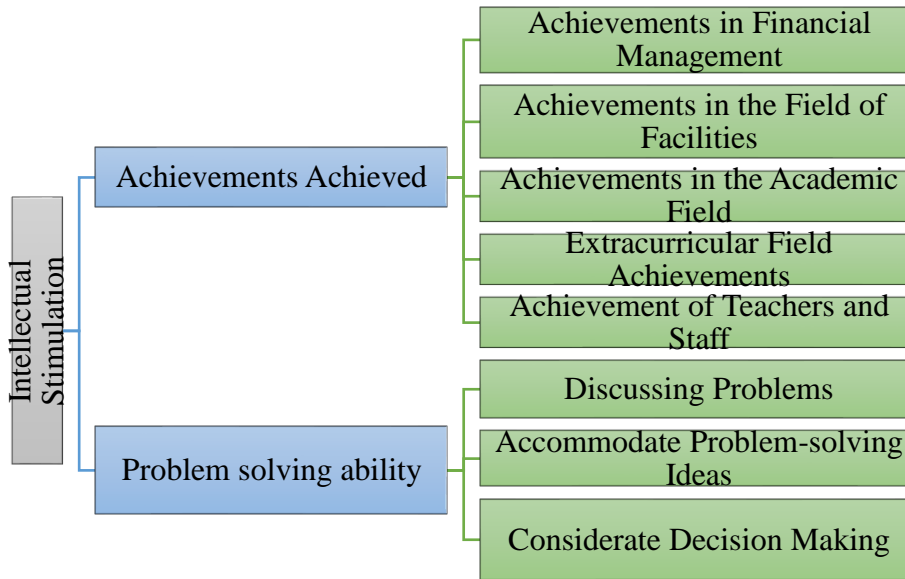 Intellectual
Stimulation
Achievements Achieved
Achievements in Financial
Management
Achievements in the Field of
Facilities
Achievements in the Academic
Field
Extracurricular Field
Achievements
Achievement of Teachers and
Staff
Problem solving ability
Discussing Problems
Accommodate Problem-solving
Ideas
Considerate Decision Making